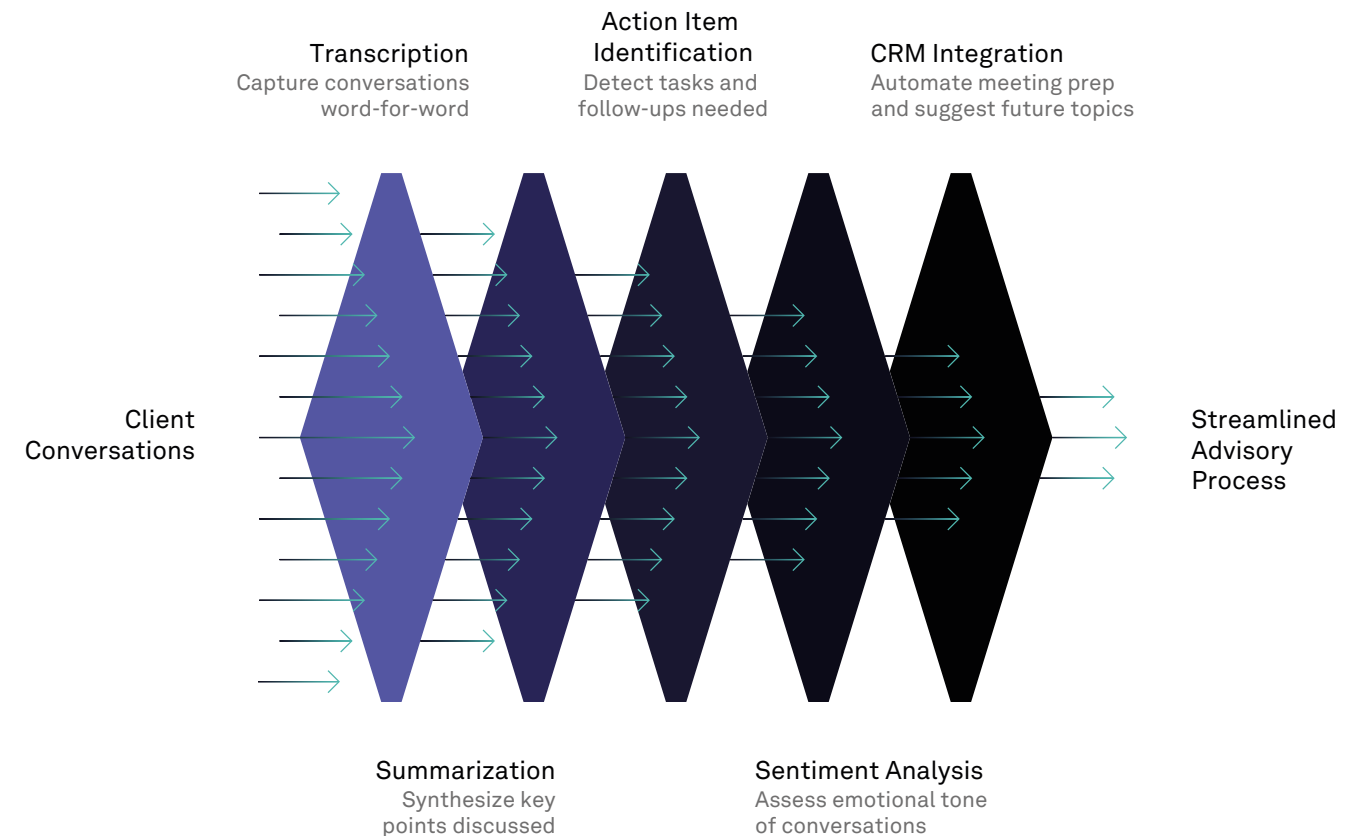 Transcription
Capture conversations
word-for-word
Action Item
Identification
Detect tasks and
follow-ups needed
CRM Integration
Automate meeting prep
and suggest future topics
Client
Conversations
Streamlined
Advisory
Process
Summarization
Synthesize key
points discussed
Sentiment Analysis
Assess emotional tone
of conversations